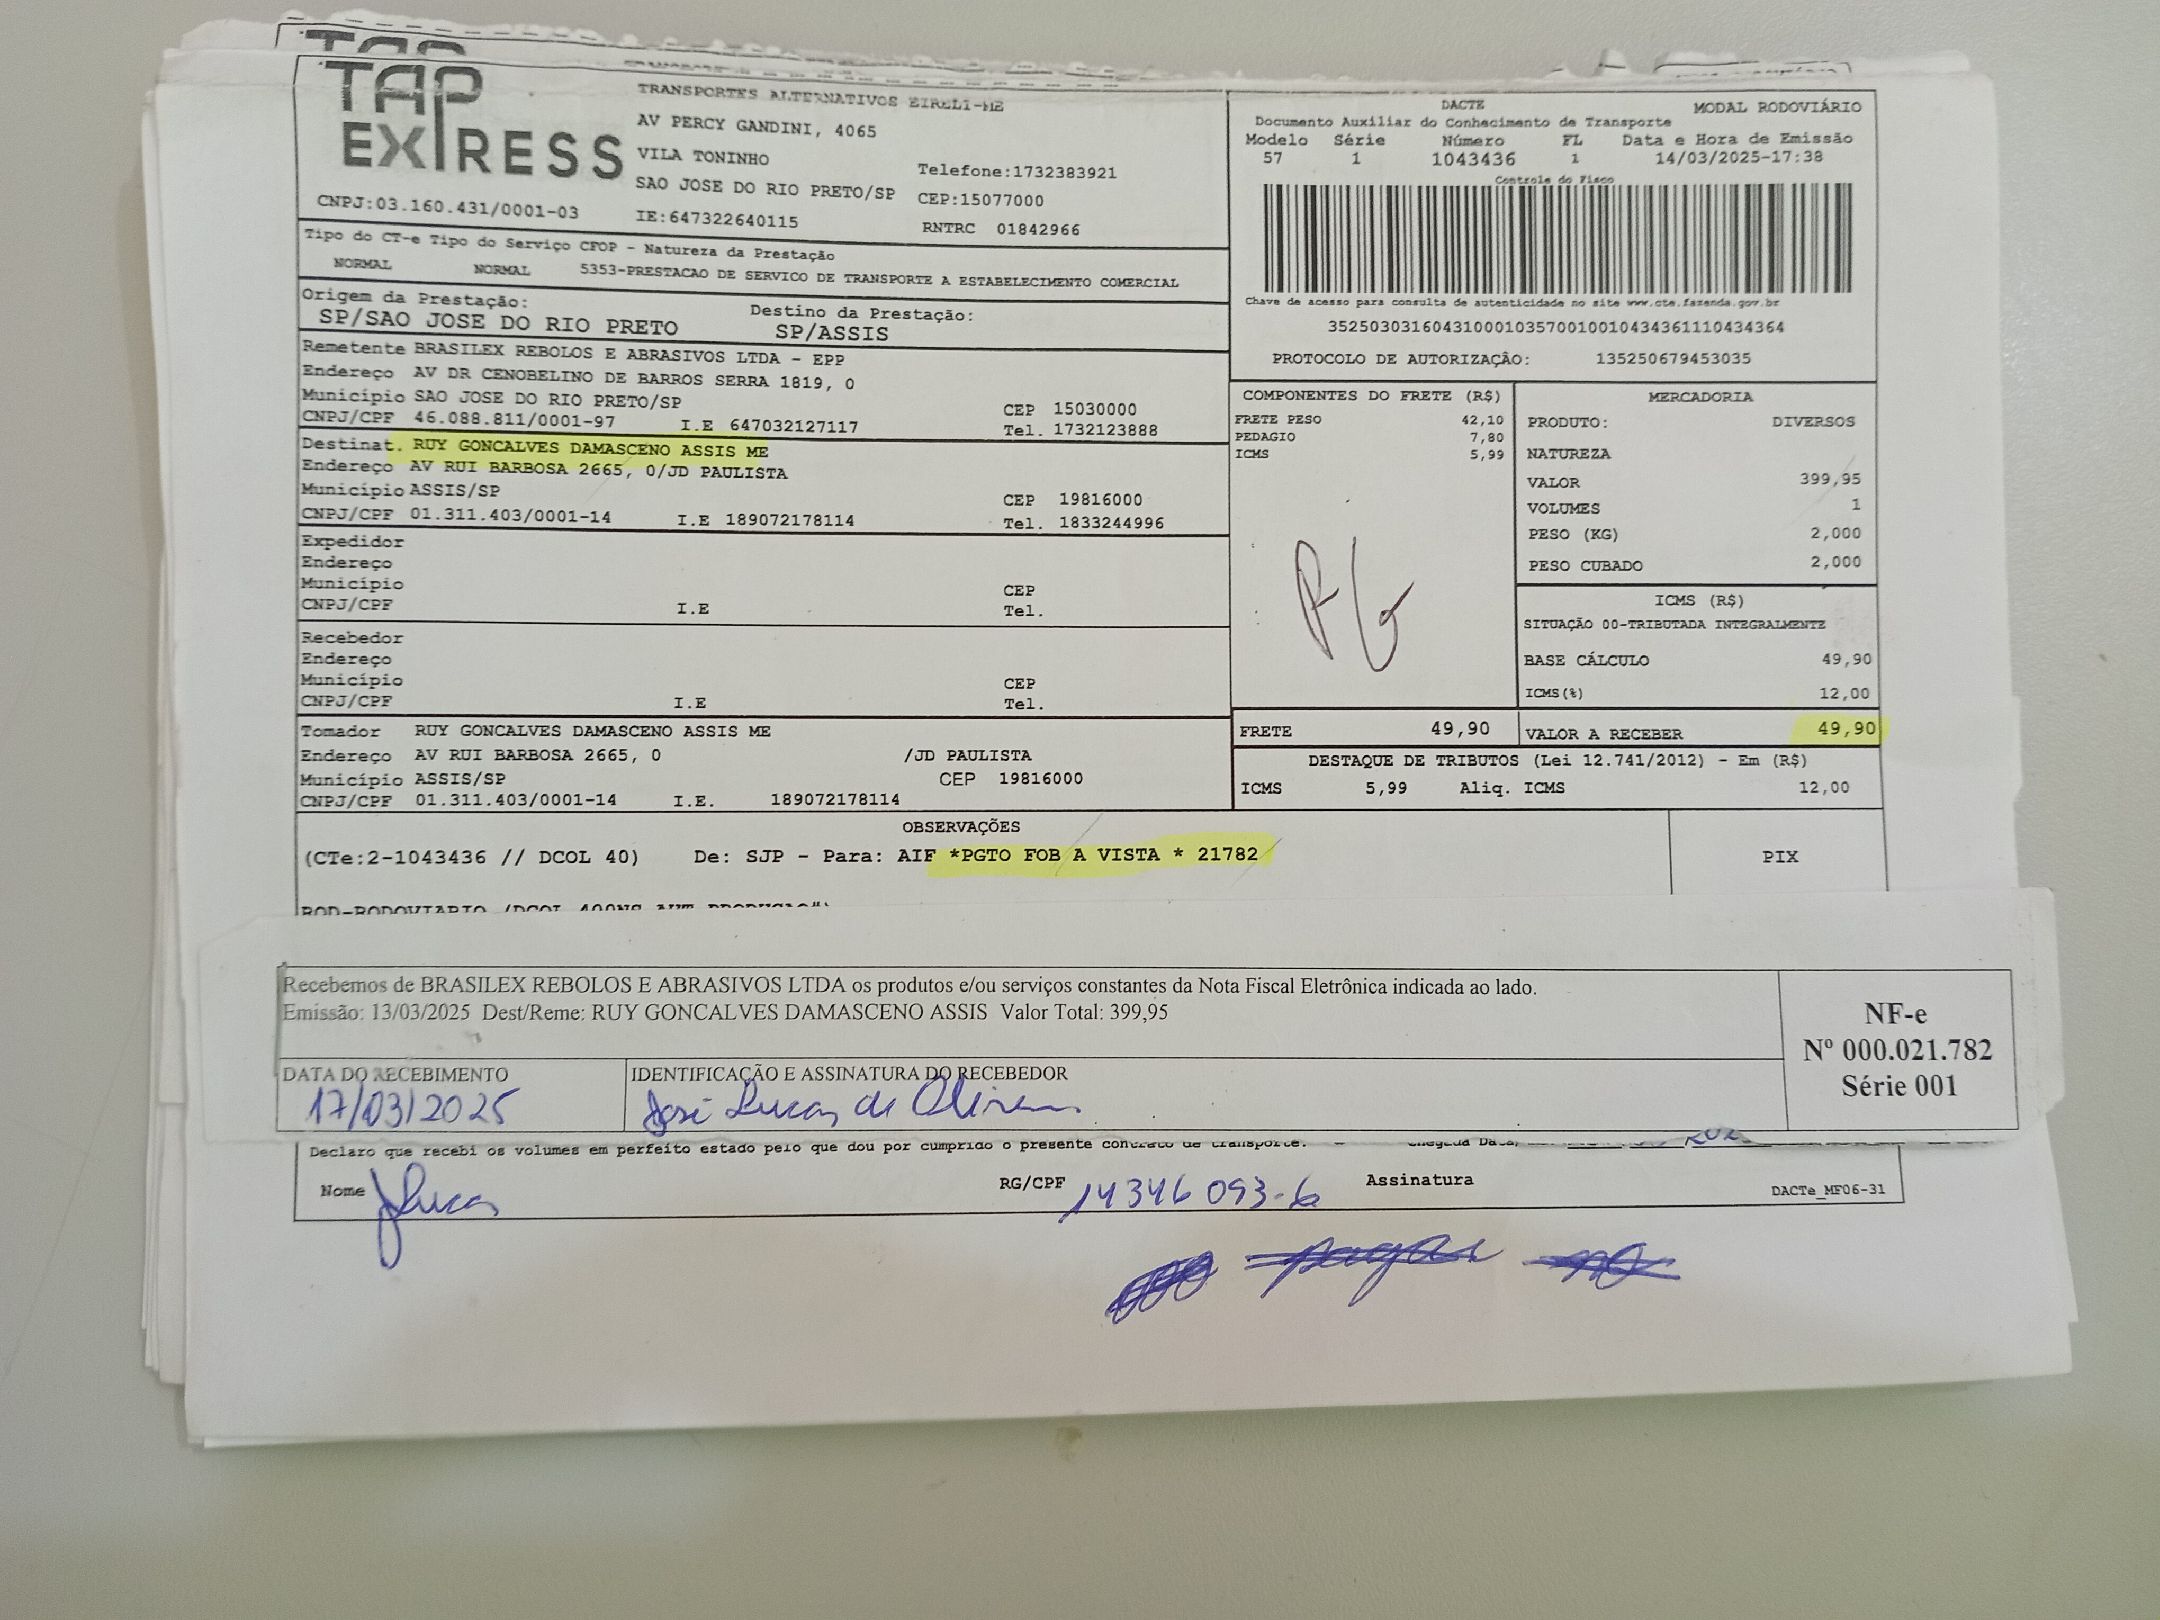 TAP
EXPRESS
TRANSPORTES ALTERNATIVOS EIRELI-ME
AV PERCY GANDINI, 4065
VILA TONINHO
Telefone:1732383921
SAO JOSE DO RIO PRETO/SP CEP:15077000
CNPJ:03.160.431/0001-03 IE:647322640115 RNTRC 01842966
Tipo do CT-e Tipo do Serviço CFOP - Natureza da Prestação
NORMAL NORMAL 5353-PRESTACAO DE SERVICO DE TRANSPORTE A ESTABELECIMENTO COMERCIAL
Origem da Prestação: Destino da Prestação:
SP/SAO JOSE DO RIO PRETO SP/ASSIS
Remetente BRASILEX REBOLOS E ABRASIVOS LTDA - EPP
Endereço AV DR CENOBELINO DE BARROS SERRA 1819, 0
Município SAO JOSE DO RIO PRETO/SP CEP 15030000
CNPJ/CPF 46.088.811/0001-97 I.E 647032127117 Tel. 1732123888
Destinat. RUY GONCALVES DAMASCENO ASSIS ME
Endereço AV RUI BARBOSA 2665, 0/JD PAULISTA
Município ASSIS/SP CEP 19816000
CNPJ/CPF 01.311.403/0001-14 I.E 189072178114 Tel. 1833244996
Expedidor
Endereço
Município CEP
CNPJ/CPF I.E Tel.
Recebedor
Endereço
Município CEP
CNPJ/CPF I.E Tel.
Tomador RUY GONCALVES DAMASCENO ASSIS ME
Endereço AV RUI BARBOSA 2665, 0 /JD PAULISTA
Município ASSIS/SP CEP 19816000
CNPJ/CPF 01.311.403/0001-14 I.E. 189072178114
DACTE MODAL RODOVIÁRIO
Documento Auxiliar do Conhecimento de Transporte
Modelo Série Número FL Data e Hora de Emissão
57 1 1043436 1 14/03/2025-17:38
Controle do Fisco
Chave de acesso para consulta de autenticidade no site www.cte.fazenda.gov.br
35250303160431000103570010010434361110434364
PROTOCOLO DE AUTORIZAÇÃO: 135250679453035
COMPONENTES DO FRETE (R$)
FRETE PESO 42,10
PEDAGIO 7,80
ICMS 5,99
MERCADORIA
PRODUTO: DIVERSOS
NATUREZA
VALOR 399,95
VOLUMES 1
PESO (KG) 2,000
PESO CUBADO 2,000
ICMS (R$)
SITUAÇÃO 00-TRIBUTADA INTEGRALMENTE
BASE CÁLCULO 49,90
ICMS(%) 12,00
FRETE 49,90 VALOR A RECEBER 49,90
DESTAQUE DE TRIBUTOS (Lei 12.741/2012) - Em (R$)
ICMS 5,99 Aliq. ICMS 12,00
OBSERVAÇÕES
(CTe:2-1043436 // DCOL 40) De: SJP - Para: AIF *PGTO FOB A VISTA * 21782
PIX
Recebemos de BRASILEX REBOLOS E ABRASIVOS LTDA os produtos e/ou serviços constantes da Nota Fiscal Eletrônica indicada ao lado.
Emissão: 13/03/2025 Dest/Reme: RUY GONCALVES DAMASCENO ASSIS Valor Total: 399,95
DATA DO RECEBIMENTO IDENTIFICAÇÃO E ASSINATURA DO RECEBEDOR
17/03/2025 José Lucas de Oliveira
NF-e
Nº 000.021.782
Série 001
Declaro que recebi os volumes em perfeito estado pelo que dou por cumprido o presente contrato de transporte.
Nome JLucas RG/CPF 14346093-6 Assinatura
DACTe_MF06-31